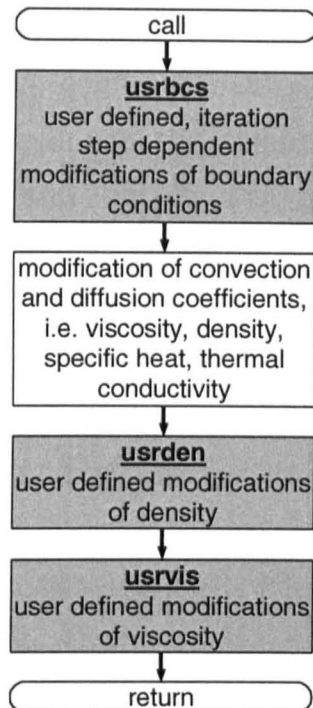 call
usrbcs
user defined, iteration
step dependent
modifications of boundary
conditions
modification of convection
and diffusion coefficients,
i.e. viscosity, density,
specific heat, thermal
conductivity
usrden
user defined modifications
of density
usrvis
user defined modifications
of viscosity
return